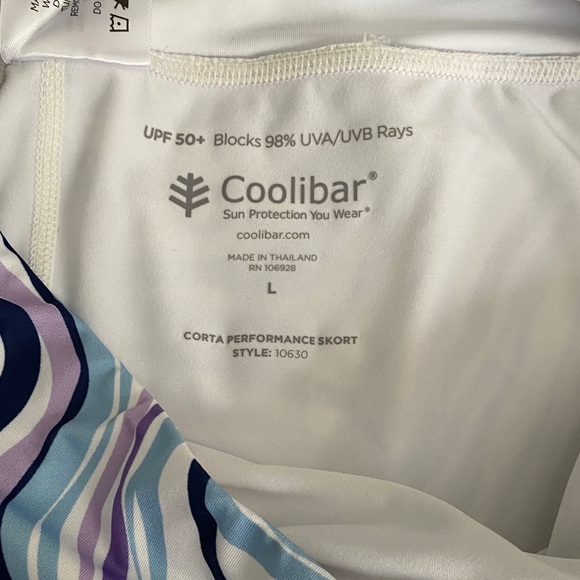 UPF 50+ Blocks 98% UVA/UVB Rays
Coolibar®
Sun Protection You Wear®
coolibar.com
MADE IN THAILAND
RN 106928
L
CORTA PERFORMANCE SKORT
STYLE: 10630